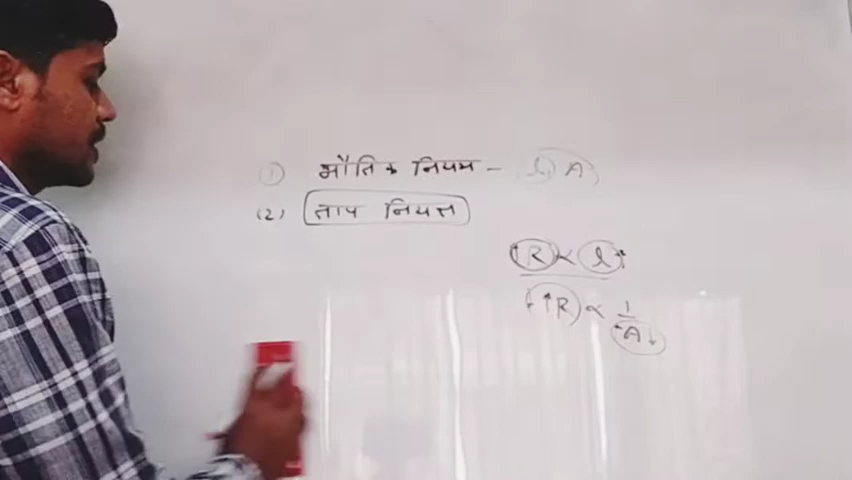 (1) भौतिक नियम - (l, A)
(2) ताप नियत
R ∝ l
↑R ∝ 1/A↓